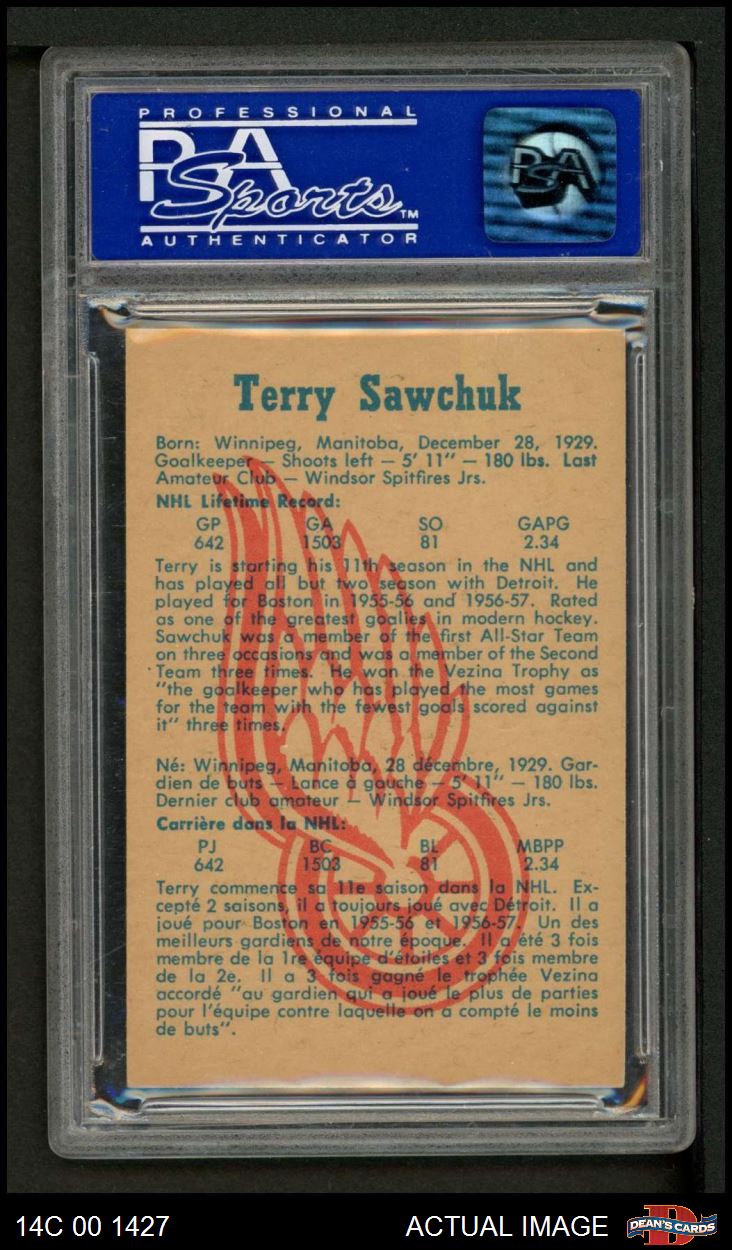 PROFESSIONAL
PSA
Sports™
AUTHENTICATOR
PSA
Terry Sawchuk
Born: Winnipeg, Manitoba, December 28, 1929.
Goalkeeper – Shoots left – 5' 11" – 180 lbs. Last
Amateur Club – Windsor Spitfires Jrs.
NHL Lifetime Record:
GP GA SO GAPG
642 1503 81 2.34
Terry is starting his 11th season in the NHL and
has played all but two season with Detroit. He
played for Boston in 1955-56 and 1956-57. Rated
as one of the greatest goalies in modern hockey.
Sawchuk was a member of the first All-Star Team
on three occasions and was a member of the Second
Team three times. He won the Vezina Trophy as
"the goalkeeper who has played the most games
for the team with the fewest goals scored against
it" three times.
Né: Winnipeg, Manitoba, 28 décembre, 1929. Gar-
dien de buts – Lance à gauche – 5' 11" – 180 lbs.
Dernier club amateur – Windsor Spitfires Jrs.
Carrière dans la NHL:
PJ BC BL MBPP
642 1503 81 2.34
Terry commence sa 11e saison dans la NHL. Ex-
cepté 2 saisons, il a toujours joué avec Détroit. Il a
joué pour Boston en 1955-56 et 1956-57. Un des
meilleurs gardiens de notre époque. Il a été 3 fois
membre de la 1re équipe d'étoiles et 3 fois membre
de la 2e. Il a 3 fois gagné le trophée Vezina
accordé "au gardien qui a joué le plus de parties
pour l'équipe contre laquelle on a compté le moins
de buts".
14C 00 1427 ACTUAL IMAGE DEAN'S CARDS